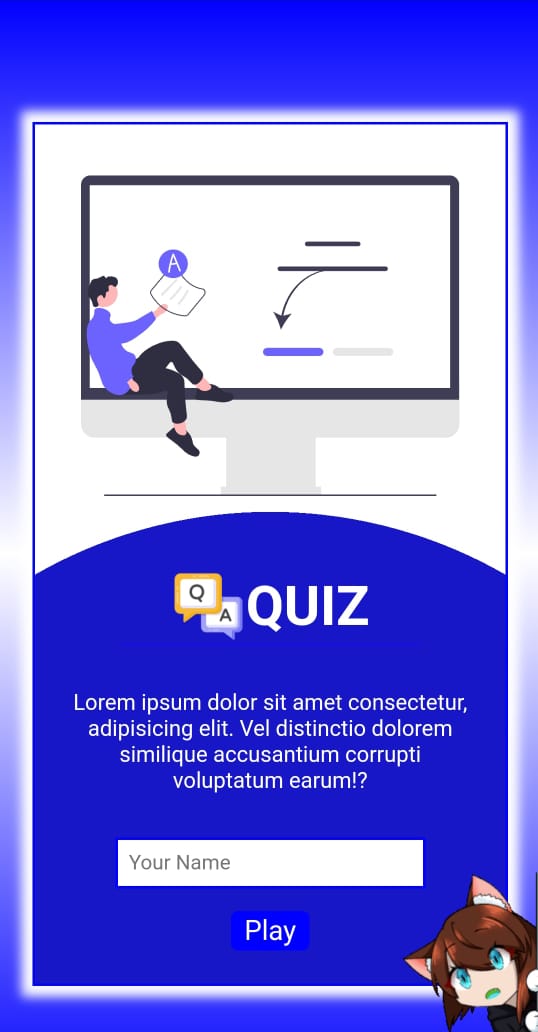 A
Q
A
QUIZ
Lorem ipsum dolor sit amet consectetur,
adipisicing elit. Vel distinctio dolorem
similique accusantium corrupti
voluptatum earum!?
Your Name
Play